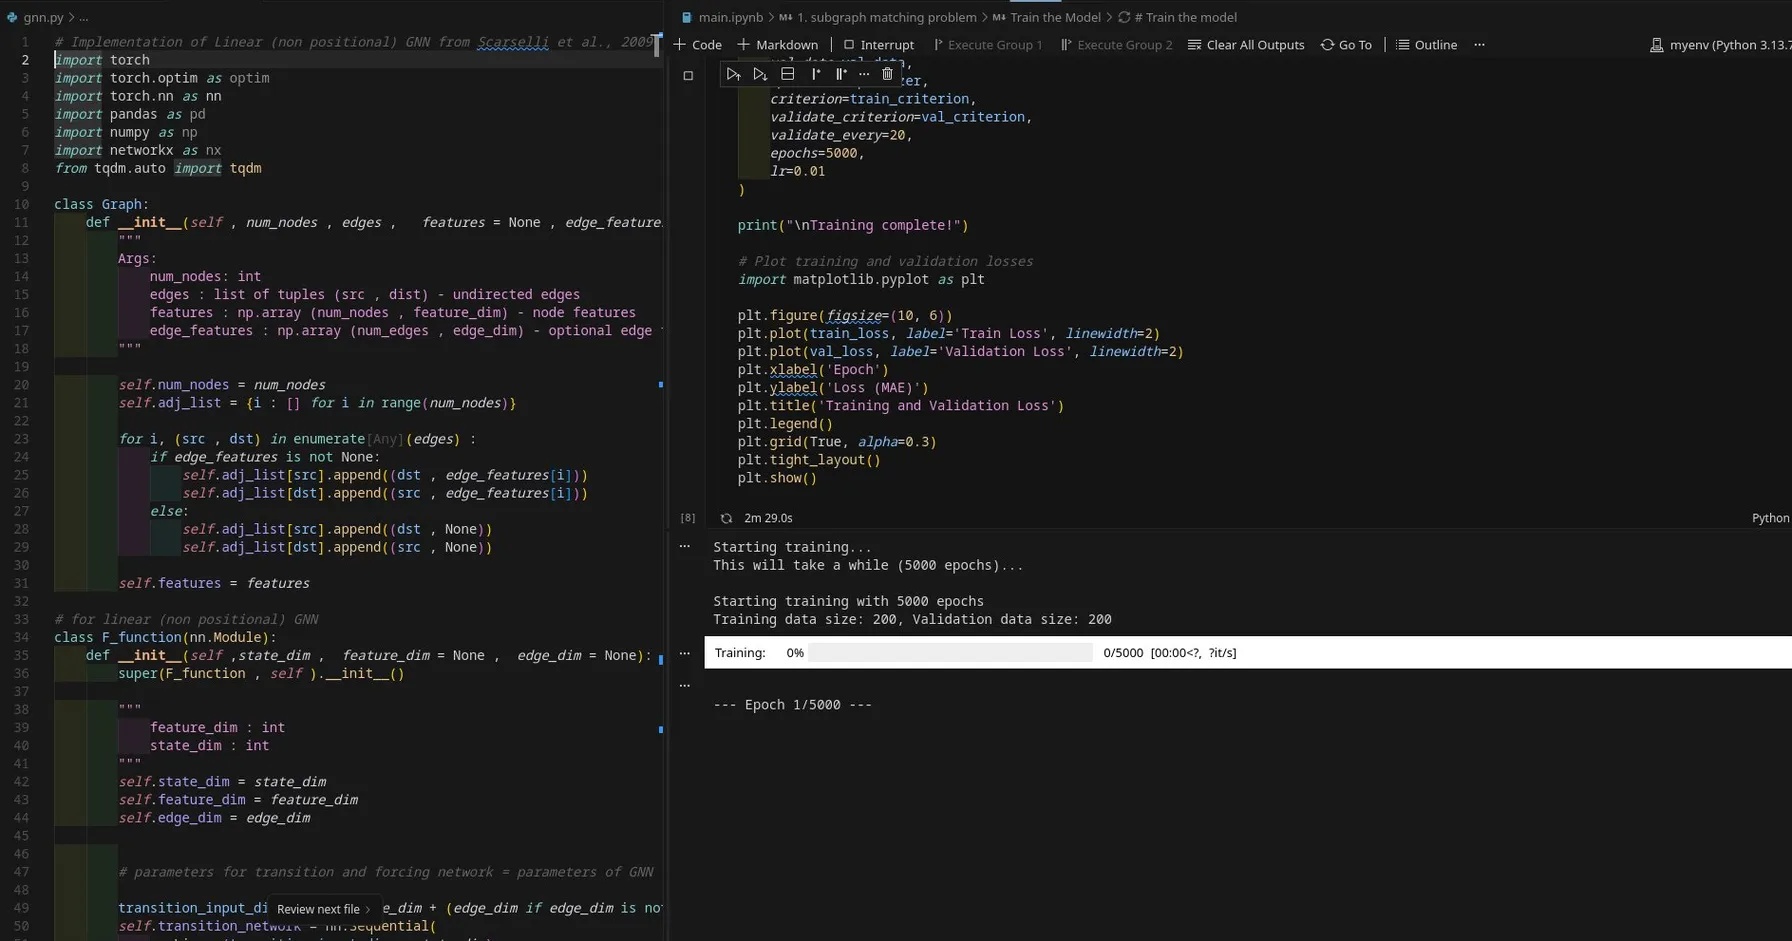 gnn.py > ...
1 # Implementation of Linear (non positional) GNN from Scarselli et al., 2009
2 import torch
3 import torch.optim as optim
4 import torch.nn as nn
5 import pandas as pd
6 import numpy as np
7 import networkx as nx
8 from tqdm.auto import tqdm
9
10 class Graph:
11 def __init__(self , num_nodes , edges , features = None , edge_feature
12 """
13 Args:
14 num_nodes: int
15 edges : list of tuples (src , dist) - undirected edges
16 features : np.array (num_nodes , feature_dim) - node features
17 edge_features : np.array (num_edges , edge_dim) - optional edge
18 """
19
20 self.num_nodes = num_nodes
21 self.adj_list = {i : [] for i in range(num_nodes)}
22
23 for i, (src , dst) in enumerate[Any](edges) :
24 if edge_features is not None:
25 self.adj_list[src].append((dst , edge_features[i]))
26 self.adj_list[dst].append((src , edge_features[i]))
27 else:
28 self.adj_list[src].append((dst , None))
29 self.adj_list[dst].append((src , None))
30
31 self.features = features
32
33 # for linear (non positional) GNN
34 class F_function(nn.Module):
35 def __init__(self ,state_dim , feature_dim = None , edge_dim = None):
36 super(F_function , self ).__init__()
37
38 """
39 feature_dim : int
40 state_dim : int
41 """
42 self.state_dim = state_dim
43 self.feature_dim = feature_dim
44 self.edge_dim = edge_dim
45
46
47 # parameters for transition and forcing network = parameters of GNN
48
49 transition_input_di e_dim + (edge_dim if edge_dim is no
50 self.transition_network = nn.Sequential(
Review next file >
main.ipynb > M↓ 1. subgraph matching problem > M↓ Train the Model > # Train the model
+ Code + Markdown Interrupt Execute Group 1 Execute Group 2 Clear All Outputs Go To Outline ... myenv (Python 3.13.7
zer,
criterion=train_criterion,
validate_criterion=val_criterion,
validate_every=20,
epochs=5000,
lr=0.01
)
print("\nTraining complete!")
# Plot training and validation losses
import matplotlib.pyplot as plt
plt.figure(figsize=(10, 6))
plt.plot(train_loss, label='Train Loss', linewidth=2)
plt.plot(val_loss, label='Validation Loss', linewidth=2)
plt.xlabel('Epoch')
plt.ylabel('Loss (MAE)')
plt.title('Training and Validation Loss')
plt.legend()
plt.grid(True, alpha=0.3)
plt.tight_layout()
plt.show()
[8] 2m 29.0s Python
... Starting training...
This will take a while (5000 epochs)...
Starting training with 5000 epochs
Training data size: 200, Validation data size: 200
... Training: 0% 0/5000 [00:00<?, ?it/s]
...
--- Epoch 1/5000 ---